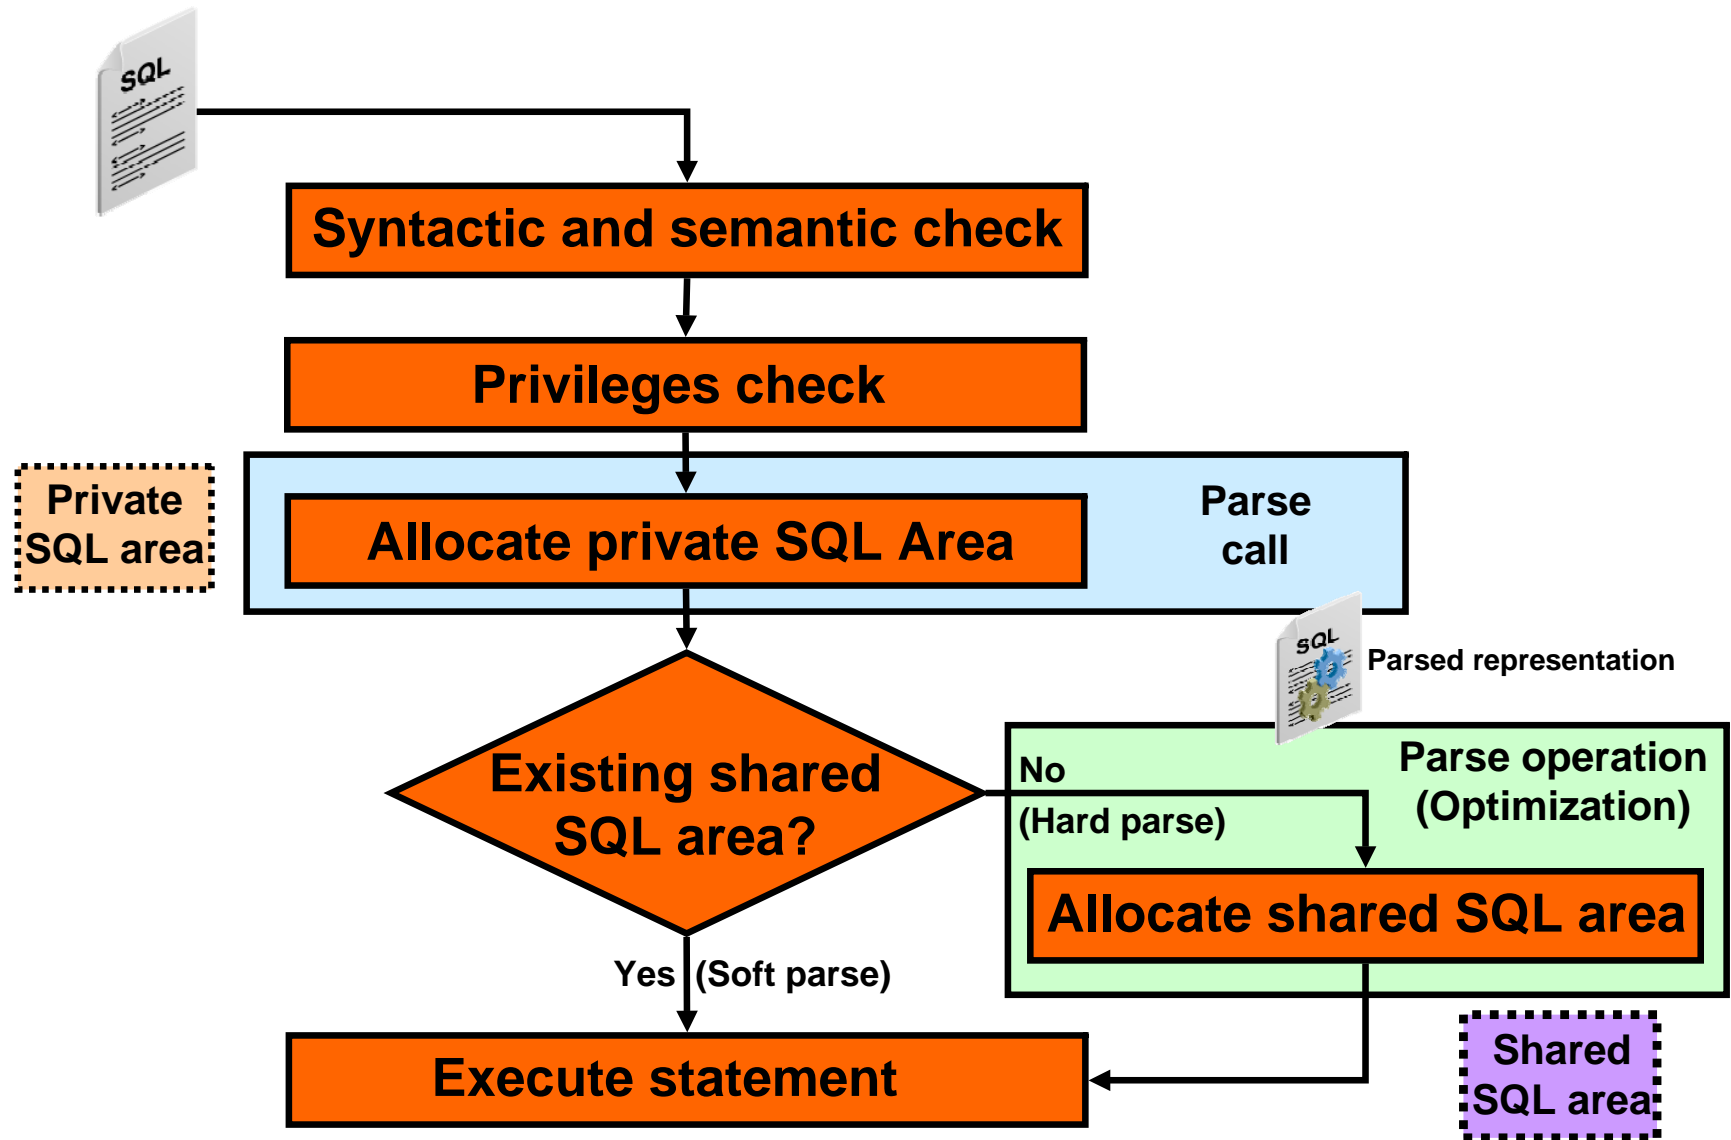 SQL
Syntactic and semantic check
Privileges check
Private
SQL area
Allocate private SQL Area
Parse
call
SQL
Parsed representation
Existing shared
SQL area?
No
(Hard parse)
Parse operation
(Optimization)
Allocate shared SQL area
Yes (Soft parse)
Execute statement
Shared
SQL area